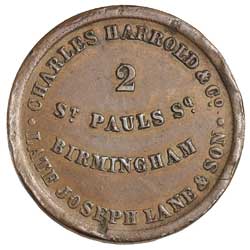 CHARLES HARROLD & Cº.
2
Sᵀ PAULS Sq
BIRMINGHAM
LATE JOSEPH LANE & SON